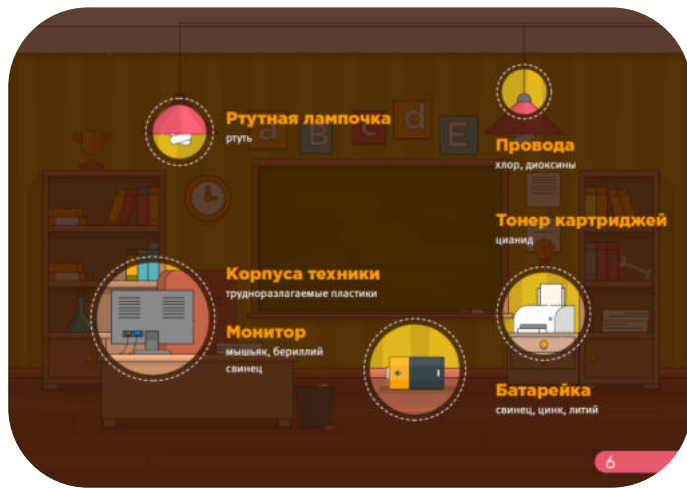 Ртутная лампочка
ртуть
a B c d E
Провода
хлор, диоксины
Тонер картриджей
цианид
Корпуса техники
трудноразлагаемые пластики
Монитор
мышьяк, бериллий
свинец
Батарейка
свинец, цинк, литий
6